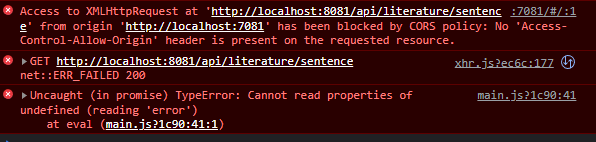 Access to XMLHttpRequest at 'http://localhost:8081/api/literature/sentenc :7081/#/:1
e' from origin 'http://localhost:7081' has been blocked by CORS policy: No 'Access-
Control-Allow-Origin' header is present on the requested resource.
GET http://localhost:8081/api/literature/sentence xhr.js?ec6c:177
net::ERR_FAILED 200
Uncaught (in promise) TypeError: Cannot read properties of main.js?1c90:41
undefined (reading 'error')
at eval (main.js?1c90:41:1)